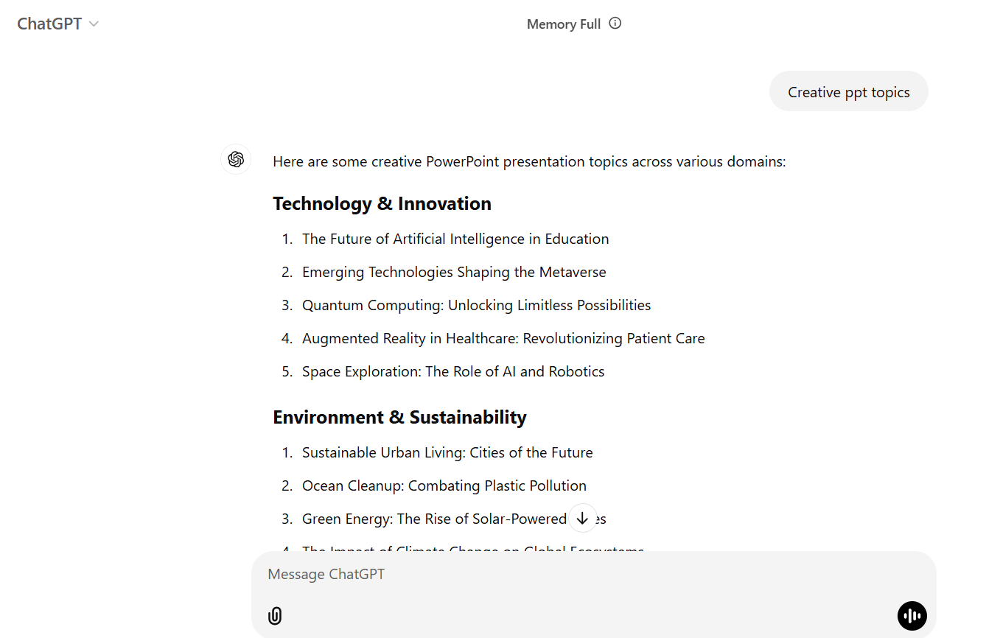 ChatGPT
Memory Full
Creative ppt topics
Here are some creative PowerPoint presentation topics across various domains:
Technology & Innovation
1. The Future of Artificial Intelligence in Education
2. Emerging Technologies Shaping the Metaverse
3. Quantum Computing: Unlocking Limitless Possibilities
4. Augmented Reality in Healthcare: Revolutionizing Patient Care
5. Space Exploration: The Role of AI and Robotics
Environment & Sustainability
1. Sustainable Urban Living: Cities of the Future
2. Ocean Cleanup: Combating Plastic Pollution
3. Green Energy: The Rise of Solar-Powered
4. The Impact of Climate Change on Global Ecosystems
Message ChatGPT